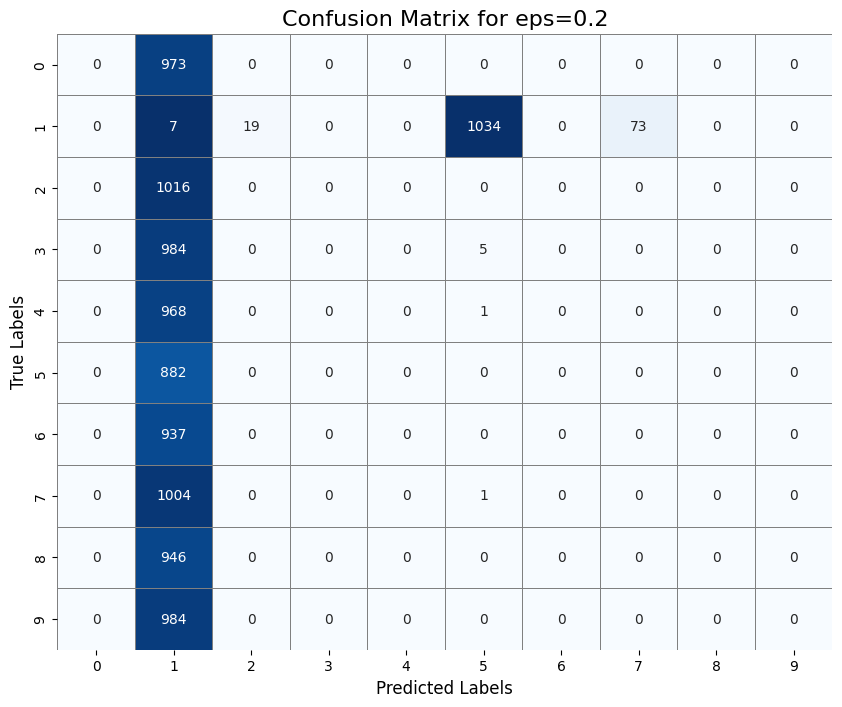 Confusion Matrix for eps=0.2
True Labels
0 0 973 0 0 0 0 0 0 0 0
1 0 7 19 0 0 1034 0 73 0 0
2 0 1016 0 0 0 0 0 0 0 0
3 0 984 0 0 0 5 0 0 0 0
4 0 968 0 0 0 1 0 0 0 0
5 0 882 0 0 0 0 0 0 0 0
6 0 937 0 0 0 0 0 0 0 0
7 0 1004 0 0 0 1 0 0 0 0
8 0 946 0 0 0 0 0 0 0 0
9 0 984 0 0 0 0 0 0 0 0
0 1 2 3 4 5 6 7 8 9
Predicted Labels